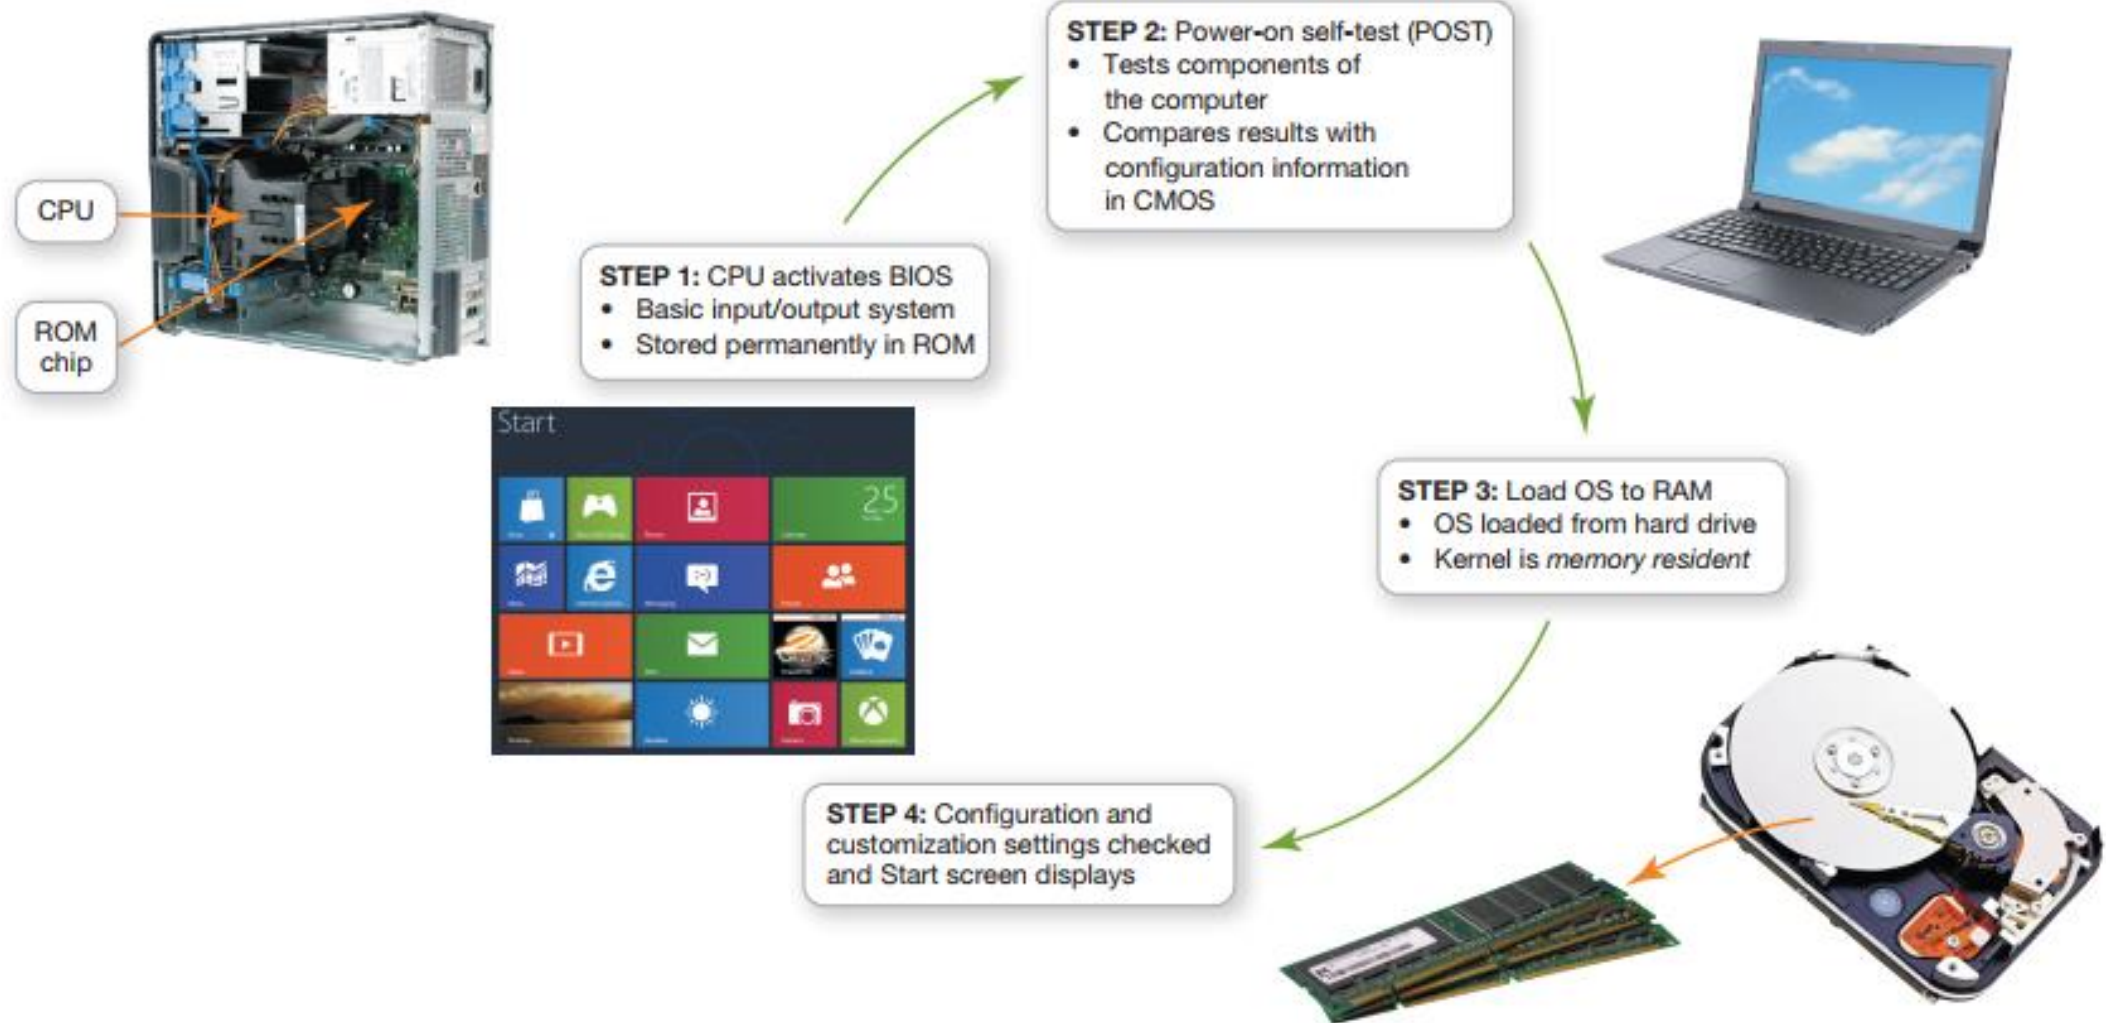 CPU
ROM
chip
STEP 1: CPU activates BIOS
• Basic input/output system
• Stored permanently in ROM
STEP 2: Power-on self-test (POST)
• Tests components of
the computer
• Compares results with
configuration information
in CMOS
STEP 3: Load OS to RAM
• OS loaded from hard drive
• Kernel is memory resident
STEP 4: Configuration and
customization settings checked
and Start screen displays
Start
25